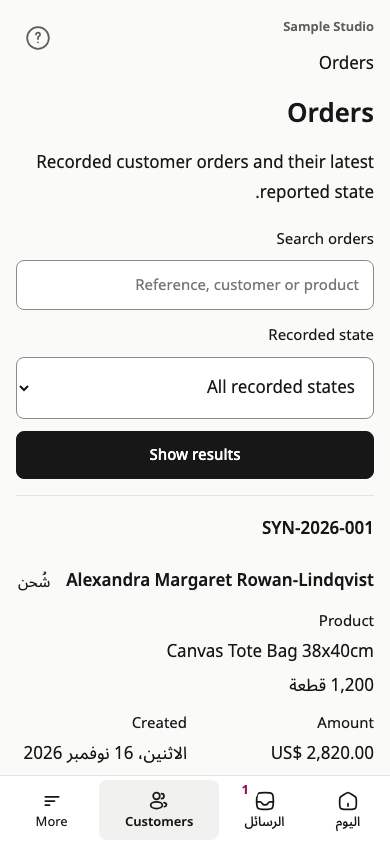 Sample Studio
Orders
Orders
Recorded customer orders and their latest
reported state.
Search orders
Reference, customer or product
Recorded state
All recorded states
Show results
SYN-2026-001
Alexandra Margaret Rowan-Lindqvist
شُحن
Product
Canvas Tote Bag 38x40cm
1,200 قطعة
Amount
Created
US$ 2,820.00
الاثنين، 16 نوفمبر 2026
اليوم
1
الرسائل
Customers
More